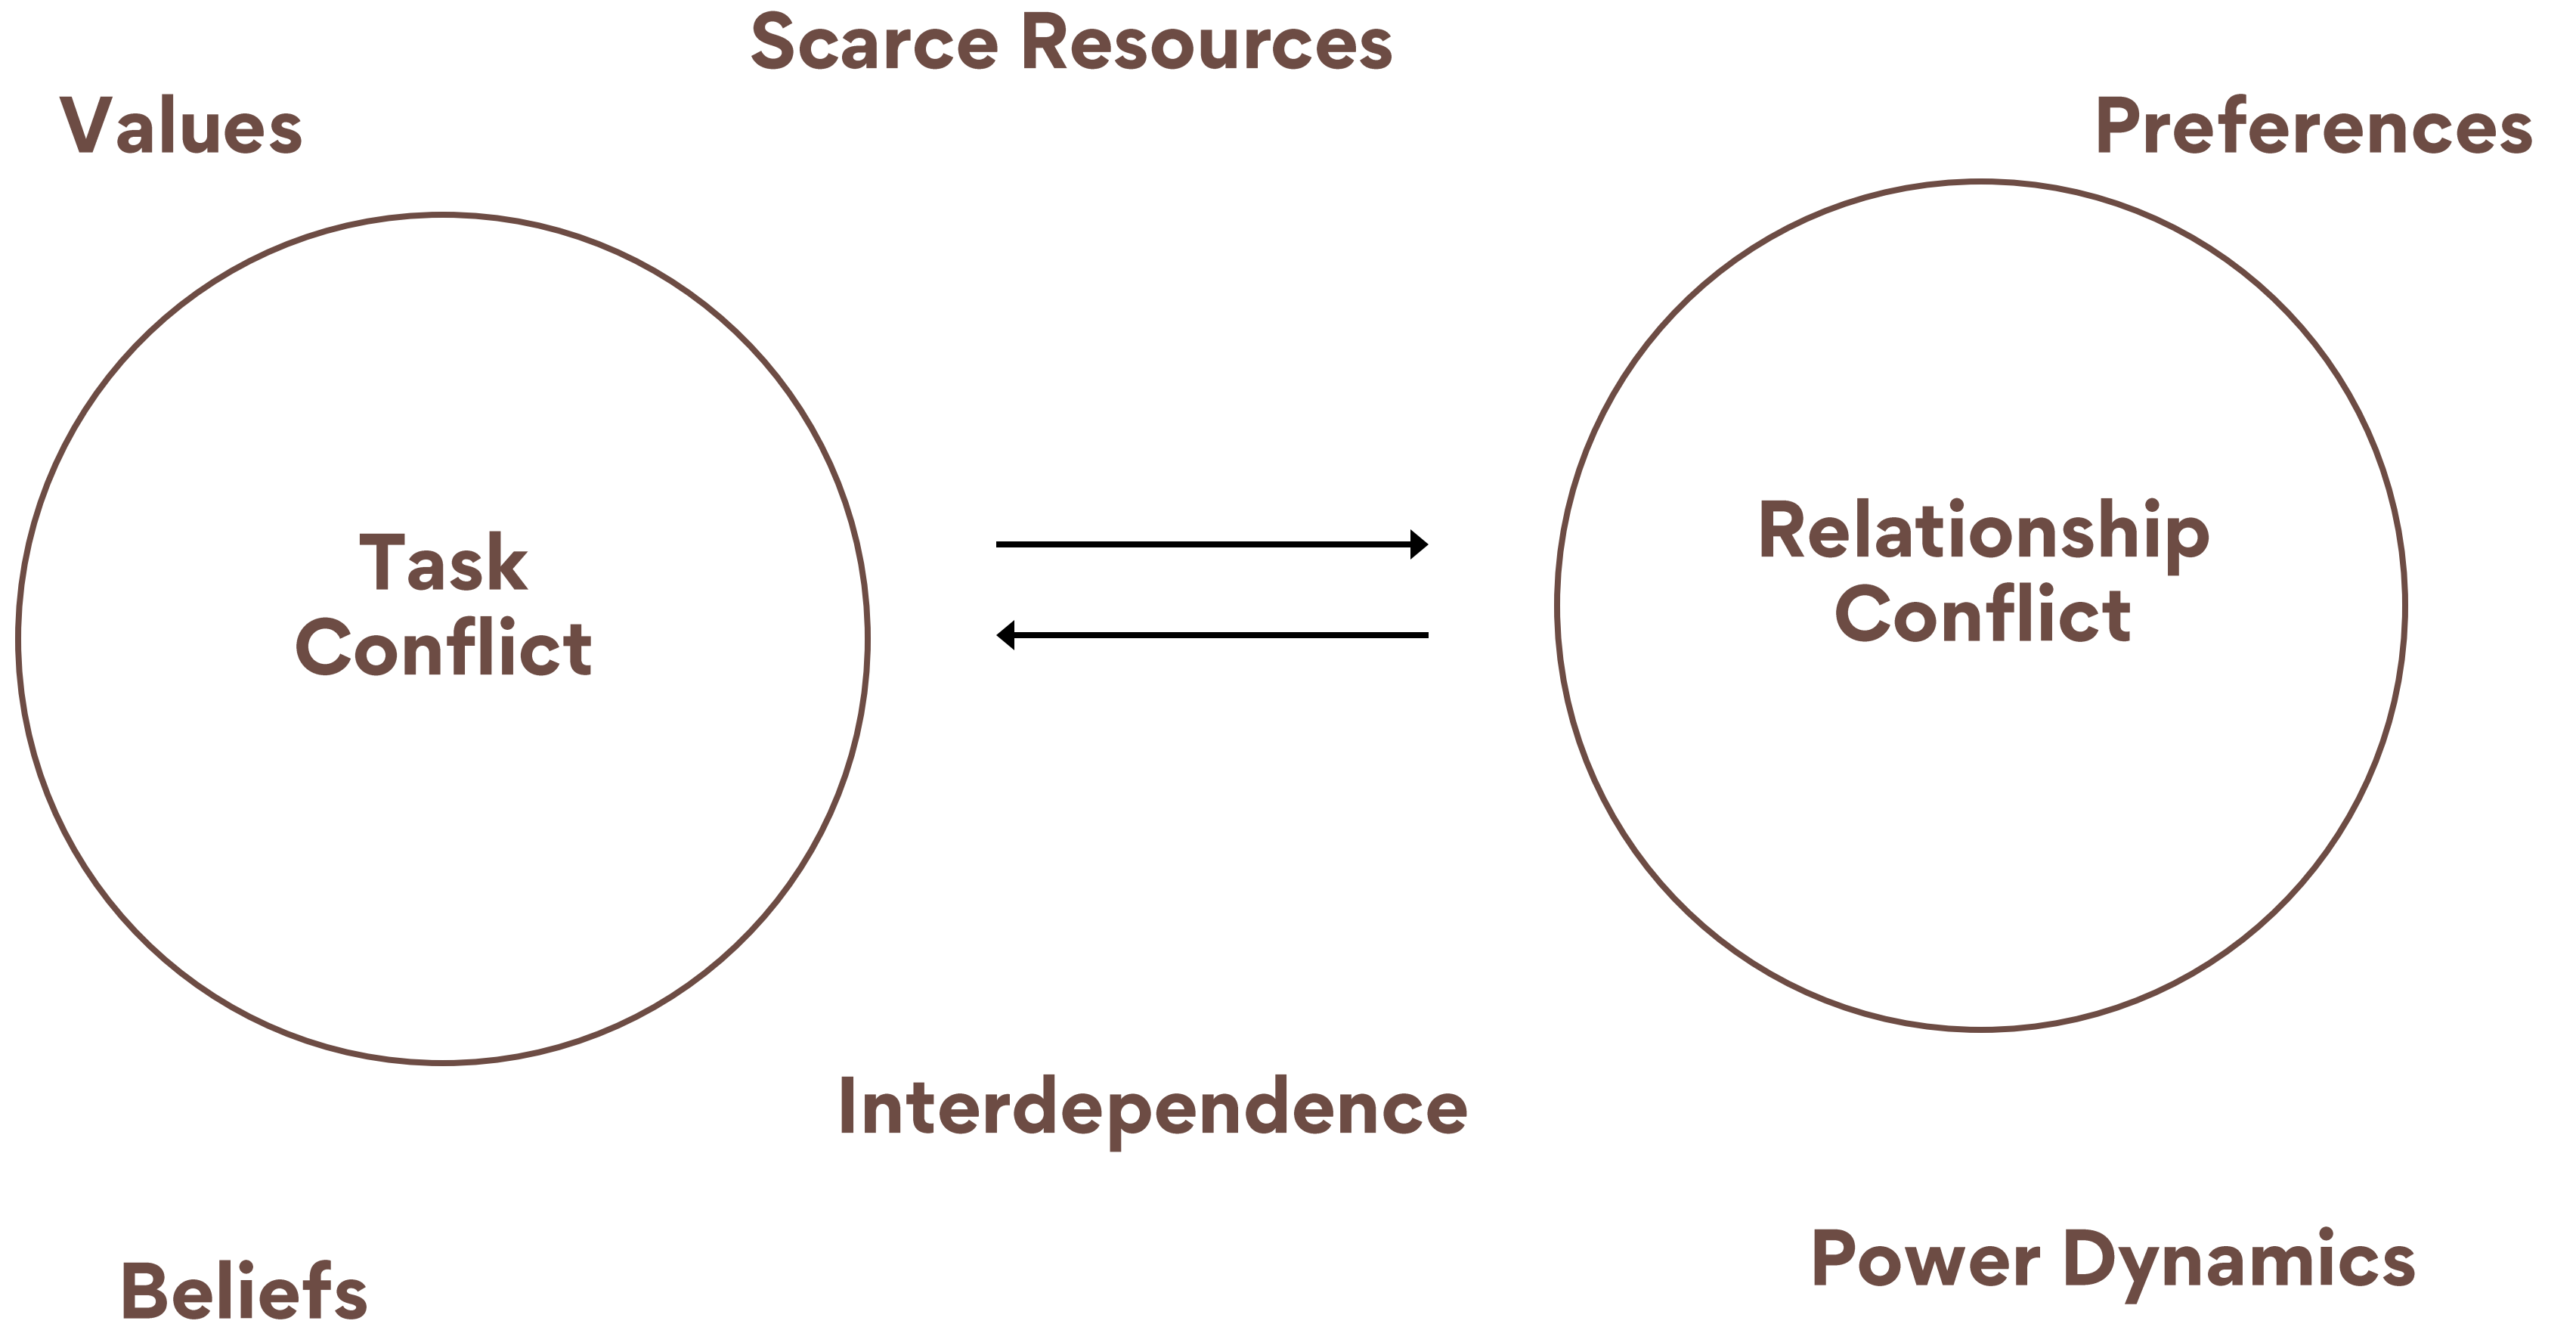 Scarce Resources
Values
Preferences
Task
Conflict
Relationship
Conflict
Interdependence
Beliefs
Power Dynamics